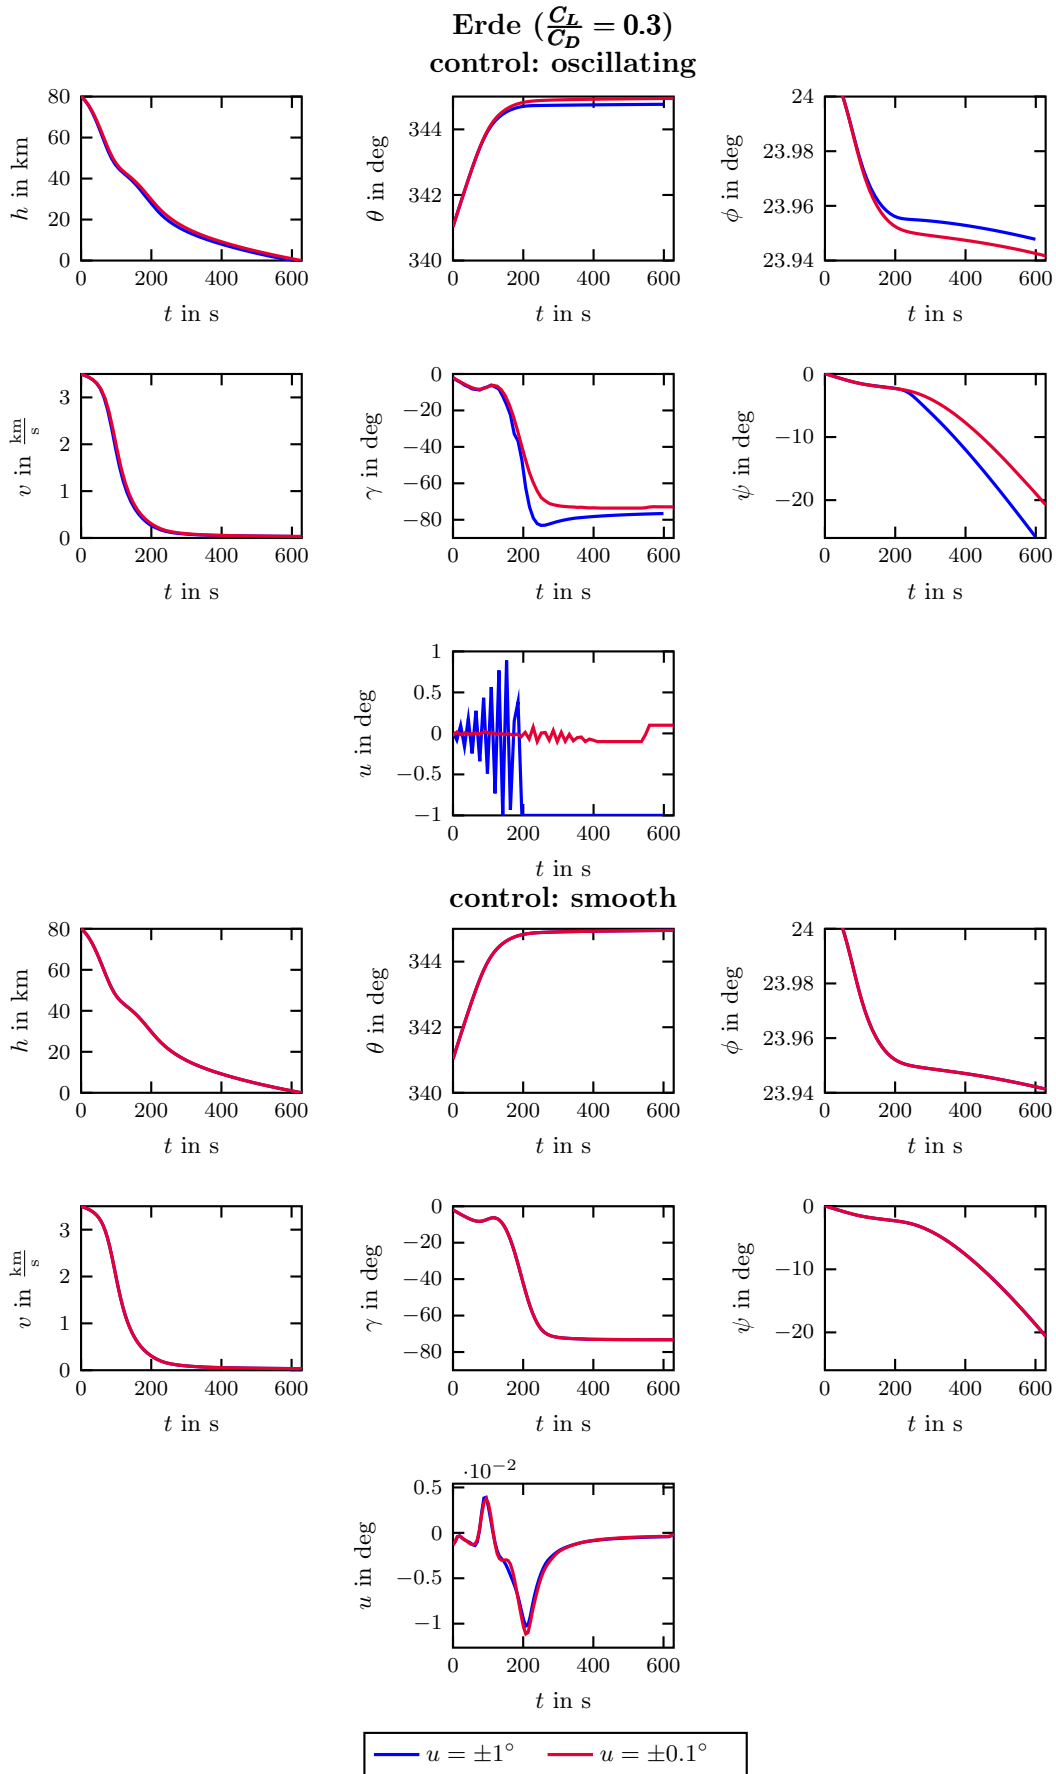 Erde (C_L/C_D = 0.3)
control: oscillating
80
60
40
20
0
0 200 400 600
h in km
t in s
344
342
340
0 200 400 600
θ in deg
t in s
24
23.98
23.96
23.94
0 200 400 600
ϕ in deg
t in s
3
2
1
0
0 200 400 600
v in km/s
t in s
0
−20
−40
−60
−80
0 200 400 600
γ in deg
t in s
0
−10
−20
0 200 400 600
ψ in deg
t in s
1
0.5
0
−0.5
−1
0 200 400 600
u in deg
t in s
control: smooth
80
60
40
20
0
0 200 400 600
h in km
t in s
344
342
340
0 200 400 600
θ in deg
t in s
24
23.98
23.96
23.94
0 200 400 600
ϕ in deg
t in s
3
2
1
0
0 200 400 600
v in km/s
t in s
0
−20
−40
−60
−80
0 200 400 600
γ in deg
t in s
0
−10
−20
0 200 400 600
ψ in deg
t in s
·10⁻²
0.5
0
−0.5
−1
0 200 400 600
u in deg
t in s
u = ±1° u = ±0.1°